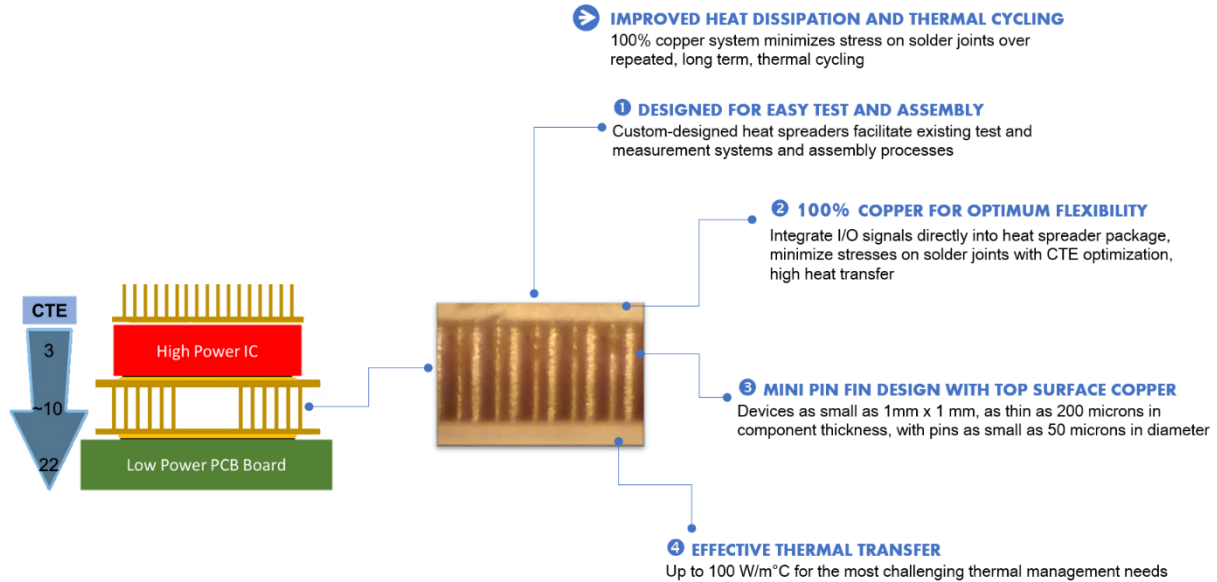 IMPROVED HEAT DISSIPATION AND THERMAL CYCLING
100% copper system minimizes stress on solder joints over
repeated, long term, thermal cycling
❶ DESIGNED FOR EASY TEST AND ASSEMBLY
Custom-designed heat spreaders facilitate existing test and
measurement systems and assembly processes
❷ 100% COPPER FOR OPTIMUM FLEXIBILITY
Integrate I/O signals directly into heat spreader package,
minimize stresses on solder joints with CTE optimization,
high heat transfer
CTE
3
~10
22
High Power IC
Low Power PCB Board
❸ MINI PIN FIN DESIGN WITH TOP SURFACE COPPER
Devices as small as 1mm x 1 mm, as thin as 200 microns in
component thickness, with pins as small as 50 microns in diameter
❹ EFFECTIVE THERMAL TRANSFER
Up to 100 W/m°C for the most challenging thermal management needs